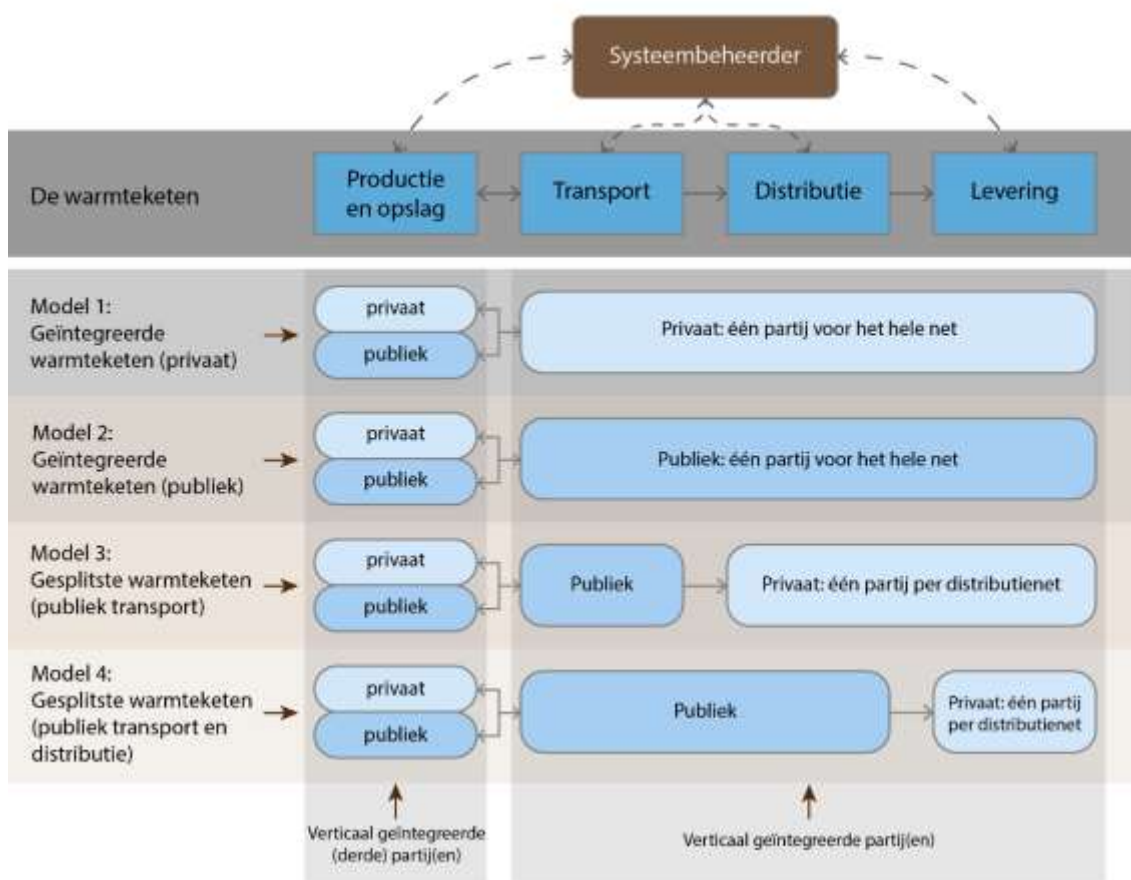 Systeembeheerder
De warmteketen
Productie
en opslag
Transport
Distributie
Levering
Model 1:
Geïntegreerde
warmteketen (privaat)
privaat
publiek
Privaat: één partij voor het hele net
Model 2:
Geïntegreerde
warmteketen (publiek)
privaat
publiek
Publiek: één partij voor het hele net
Model 3:
Gesplitste warmteketen
(publiek transport)
privaat
publiek
Publiek
Privaat: één partij per distributienet
Model 4:
Gesplitste warmteketen
(publiek transport en
distributie)
privaat
publiek
Publiek
Privaat: één partij
per distributienet
Verticaal geïntegreerde
(derde) partij(en)
Verticaal geïntegreerde partij(en)